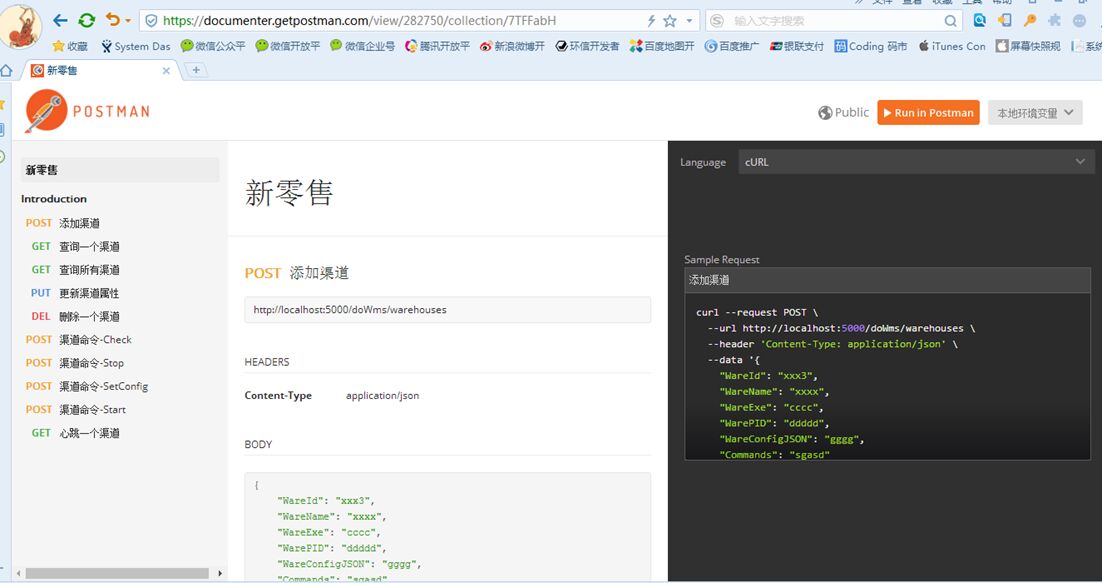 文件 查看 收藏 工具 帮助
https://documenter.getpostman.com/view/282750/collection/7TFFabH
输入文字搜索
收藏 System Das 微信公众平 微信开放平 微信企业号 腾讯开放平 新浪微博开 环信开发者 百度地图开 百度推广 银联支付 Coding 码市 iTunes Con 屏幕快照规
新零售
POSTMAN
Public
Run in Postman
本地环境变量
新零售
Introduction
POST 添加渠道
GET 查询一个渠道
GET 查询所有渠道
PUT 更新渠道属性
DEL 删除一个渠道
POST 渠道命令-Check
POST 渠道命令-Stop
POST 渠道命令-SetConfig
POST 渠道命令-Start
GET 心跳一个渠道
新零售
POST 添加渠道
http://localhost:5000/doWms/warehouses
HEADERS
Content-Type application/json
BODY
{
"WareId": "xxx3",
"WareName": "xxxx",
"WareExe": "cccc",
"WarePID": "ddddd",
"WareConfigJSON": "gggg",
"Commands": "sgasd"
Language cURL
Sample Request
添加渠道
curl --request POST \
--url http://localhost:5000/doWms/warehouses \
--header 'Content-Type: application/json' \
--data '{
"WareId": "xxx3",
"WareName": "xxxx",
"WareExe": "cccc",
"WarePID": "ddddd",
"WareConfigJSON": "gggg",
"Commands": "sgasd"